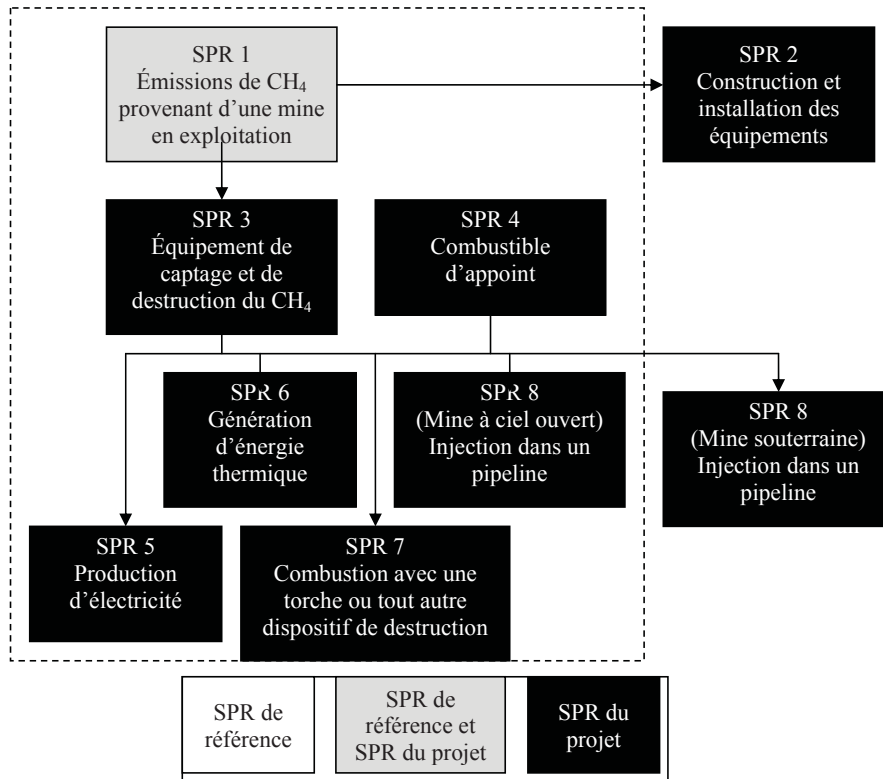 SPR 1
Émissions de CH₄
provenant d’une mine
en exploitation
SPR 2
Construction et
installation des
équipements
SPR 3
Équipement de
captage et de
destruction du CH₄
SPR 4
Combustible
d’appoint
SPR 6
Génération
d’énergie
thermique
SPR 8
(Mine à ciel ouvert)
Injection dans un
pipeline
SPR 8
(Mine souterraine)
Injection dans un
pipeline
SPR 5
Production
d’électricité
SPR 7
Combustion avec une
torche ou tout autre
dispositif de destruction
SPR de
référence
SPR de
référence et
SPR du projet
SPR du
projet